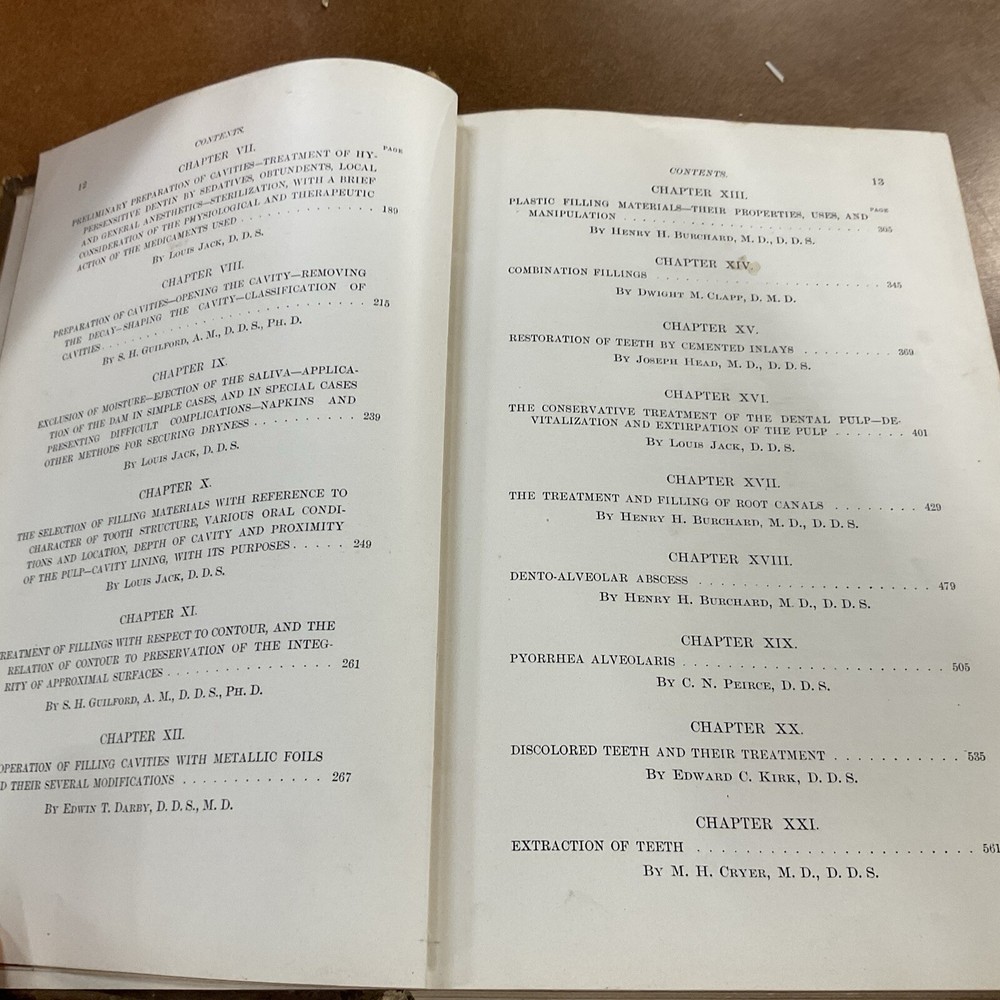 12
CONTENTS.
CHAPTER VII.
PAGE
PRELIMINARY PREPARATION OF CAVITIES—TREATMENT OF HY-
PERSENSITIVE DENTIN BY SEDATIVES, OBTUNDENTS, LOCAL
AND GENERAL ANESTHETICS—STERILIZATION, WITH A BRIEF
CONSIDERATION OF THE PHYSIOLOGICAL AND THERAPEUTIC
ACTION OF THE MEDICAMENTS USED . . . . . . . . . . . . . 189
By Louis Jack, D. D. S.
CHAPTER VIII.
PREPARATION OF CAVITIES—OPENING THE CAVITY—REMOVING
THE DECAY—SHAPING THE CAVITY—CLASSIFICATION OF
CAVITIES . . . . . . . . . . . . . . . . . . . . . . . . 215
By S. H. Guilford, A. M., D. D. S., Ph. D.
CHAPTER IX.
EXCLUSION OF MOISTURE—EJECTION OF THE SALIVA—APPLICA-
TION OF THE DAM IN SIMPLE CASES, AND IN SPECIAL CASES
PRESENTING DIFFICULT COMPLICATIONS—NAPKINS AND
OTHER METHODS FOR SECURING DRYNESS . . . . . . . . . 239
By Louis Jack, D. D. S.
CHAPTER X.
THE SELECTION OF FILLING MATERIALS WITH REFERENCE TO
CHARACTER OF TOOTH STRUCTURE, VARIOUS ORAL CONDI-
TIONS AND LOCATION, DEPTH OF CAVITY AND PROXIMITY
OF THE PULP—CAVITY LINING, WITH ITS PURPOSES . . . . . 249
By Louis Jack, D. D. S.
CHAPTER XI.
REATMENT OF FILLINGS WITH RESPECT TO CONTOUR, AND THE
RELATION OF CONTOUR TO PRESERVATION OF THE INTEG-
RITY OF APPROXIMAL SURFACES . . . . . . . . . . . . . 261
By S. H. Guilford, A. M., D. D. S., Ph. D.
CHAPTER XII.
OPERATION OF FILLING CAVITIES WITH METALLIC FOILS
D THEIR SEVERAL MODIFICATIONS . . . . . . . . . . . . 267
By Edwin T. Darby, D. D. S., M. D.
CONTENTS.
13
CHAPTER XIII.
PAGE
PLASTIC FILLING MATERIALS—THEIR PROPERTIES, USES, AND
MANIPULATION . . . . . . . . . . . . . . . . . . . . 305
By Henry H. Burchard, M. D., D. D. S.
CHAPTER XIV.
COMBINATION FILLINGS . . . . . . . . . . . . . . . . . 345
By Dwight M. Clapp, D. M. D.
CHAPTER XV.
RESTORATION OF TEETH BY CEMENTED INLAYS . . . . . . . . 369
By Joseph Head, M. D., D. D. S.
CHAPTER XVI.
THE CONSERVATIVE TREATMENT OF THE DENTAL PULP—DE-
VITALIZATION AND EXTIRPATION OF THE PULP . . . . . . . 401
By Louis Jack, D. D. S.
CHAPTER XVII.
THE TREATMENT AND FILLING OF ROOT CANALS . . . . . . . . 429
By Henry H. Burchard, M. D., D. D. S.
CHAPTER XVIII.
DENTO-ALVEOLAR ABSCESS . . . . . . . . . . . . . . . . . 479
By Henry H. Burchard, M. D., D. D. S.
CHAPTER XIX.
PYORRHEA ALVEOLARIS . . . . . . . . . . . . . . . . . . 505
By C. N. Peirce, D. D. S.
CHAPTER XX.
DISCOLORED TEETH AND THEIR TREATMENT . . . . . . . . . . 535
By Edward C. Kirk, D. D. S.
CHAPTER XXI.
EXTRACTION OF TEETH . . . . . . . . . . . . . . . . . . 561
By M. H. Cryer, M. D., D. D. S.